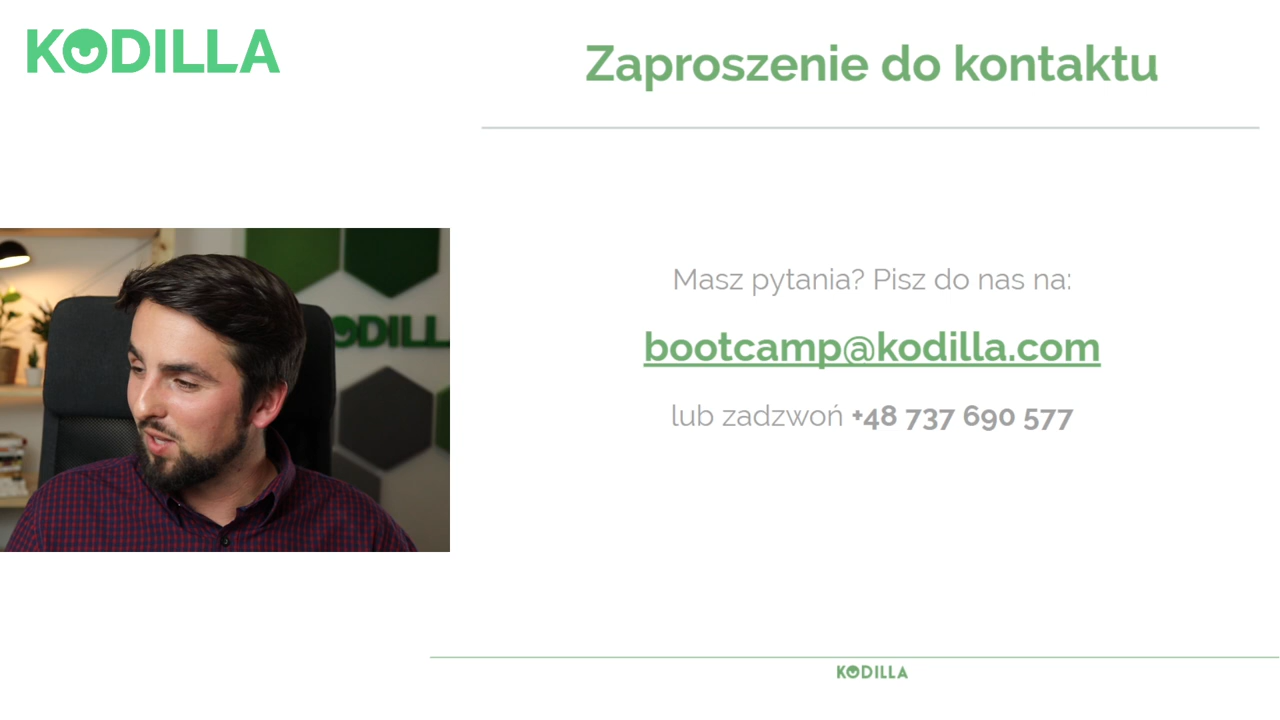 KODILLA
Zaproszenie do kontaktu
KODILL
Masz pytania? Pisz do nas na:
bootcamp@kodilla.com
lub zadzwoń +48 737 690 577
KODILLA